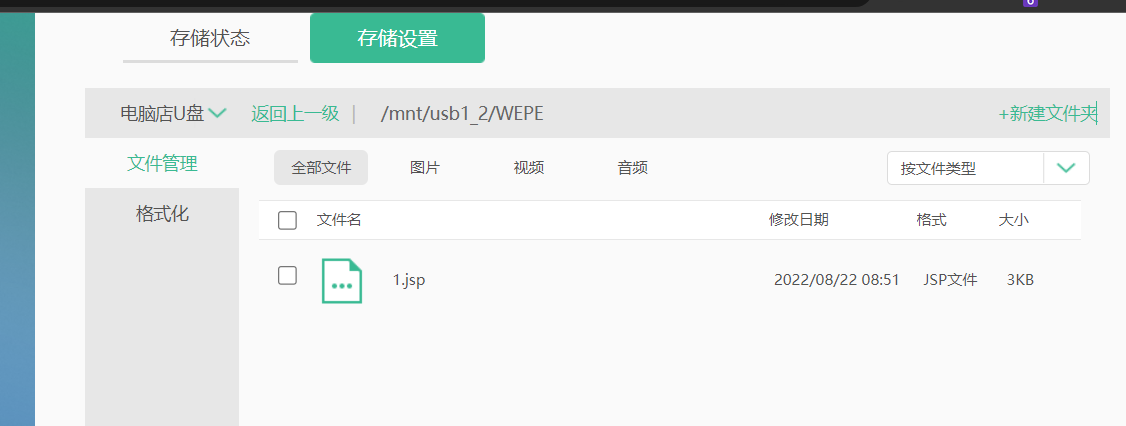 存储状态 存储设置
电脑店U盘 返回上一级 | /mnt/usb1_2/WEPE +新建文件夹
文件管理 全部文件 图片 视频 音频 按文件类型
格式化 文件名 修改日期 格式 大小
1.jsp 2022/08/22 08:51 JSP文件 3KB